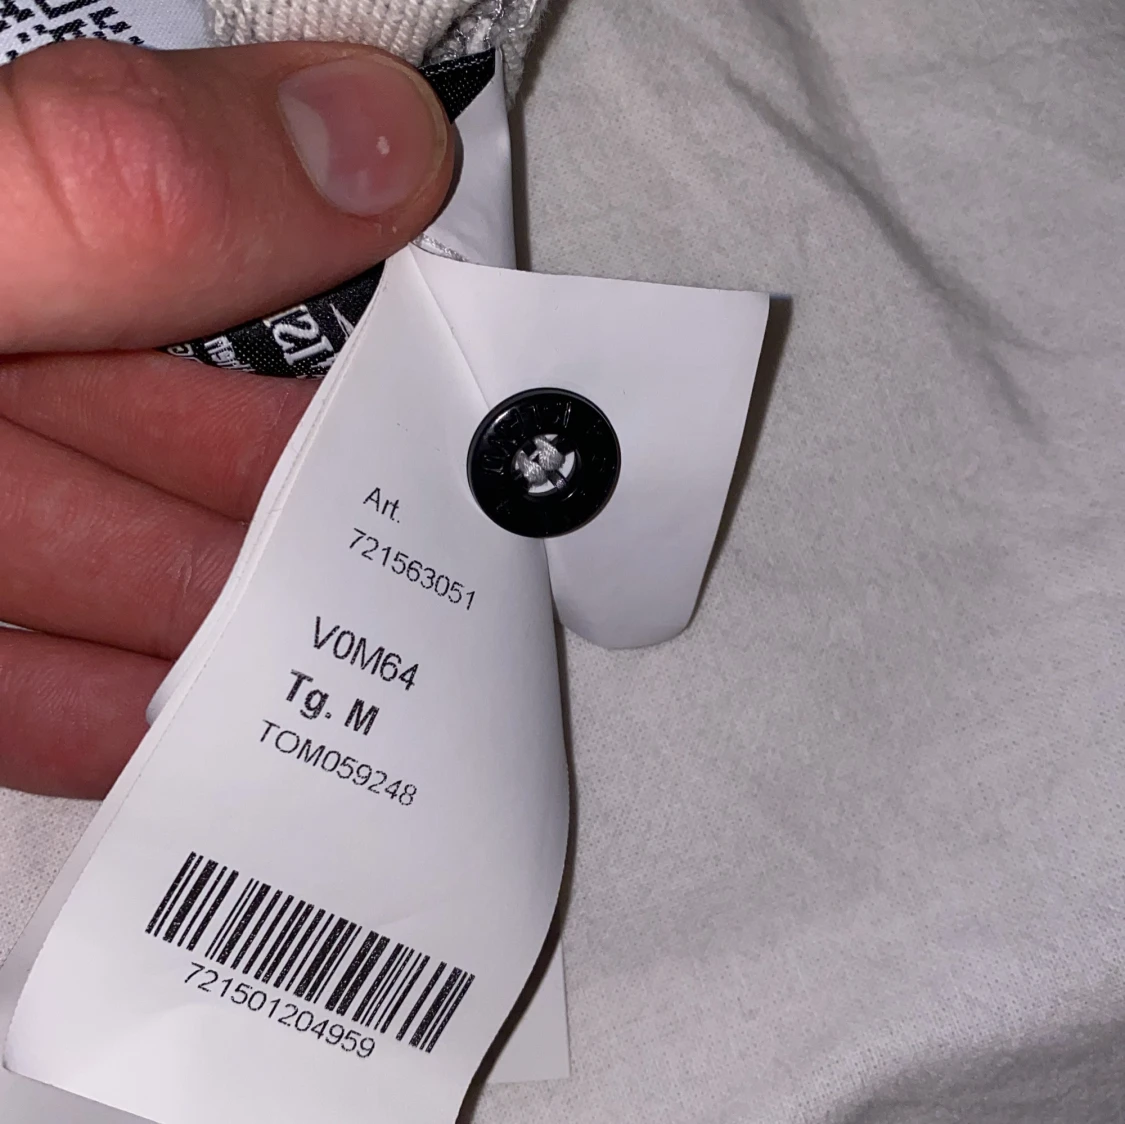 Art.
721563051
V0M64
Tg. M
TOM059248
721501204959